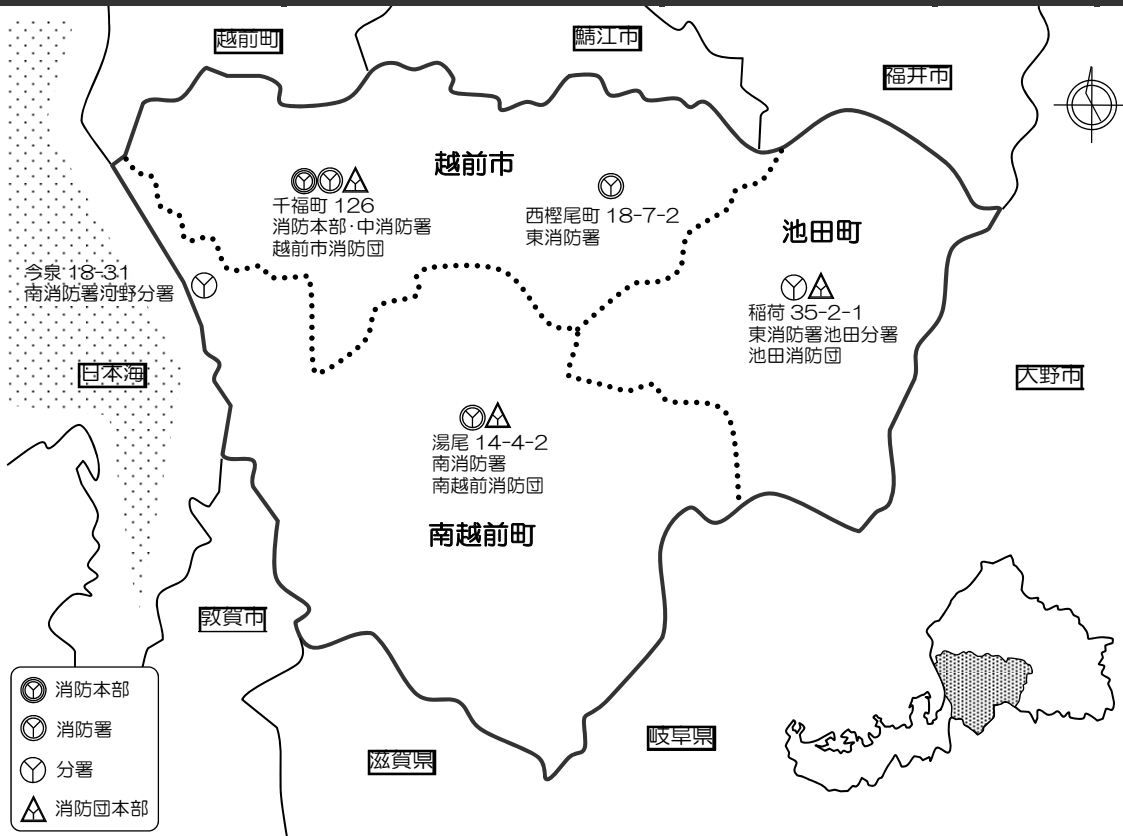 越前町
鯖江市
福井市
越前市
千福町 126
消防本部・中消防署
越前市消防団
西樫尾町 18-7-2
東消防署
池田町
今泉 18-31
南消防署河野分署
稲荷 35-2-1
東消防署池田分署
池田消防団
日本海
大野市
湯尾 14-4-2
南消防署
南越前消防団
南越前町
敦賀市
滋賀県
岐阜県
消防本部
消防署
分署
消防団本部